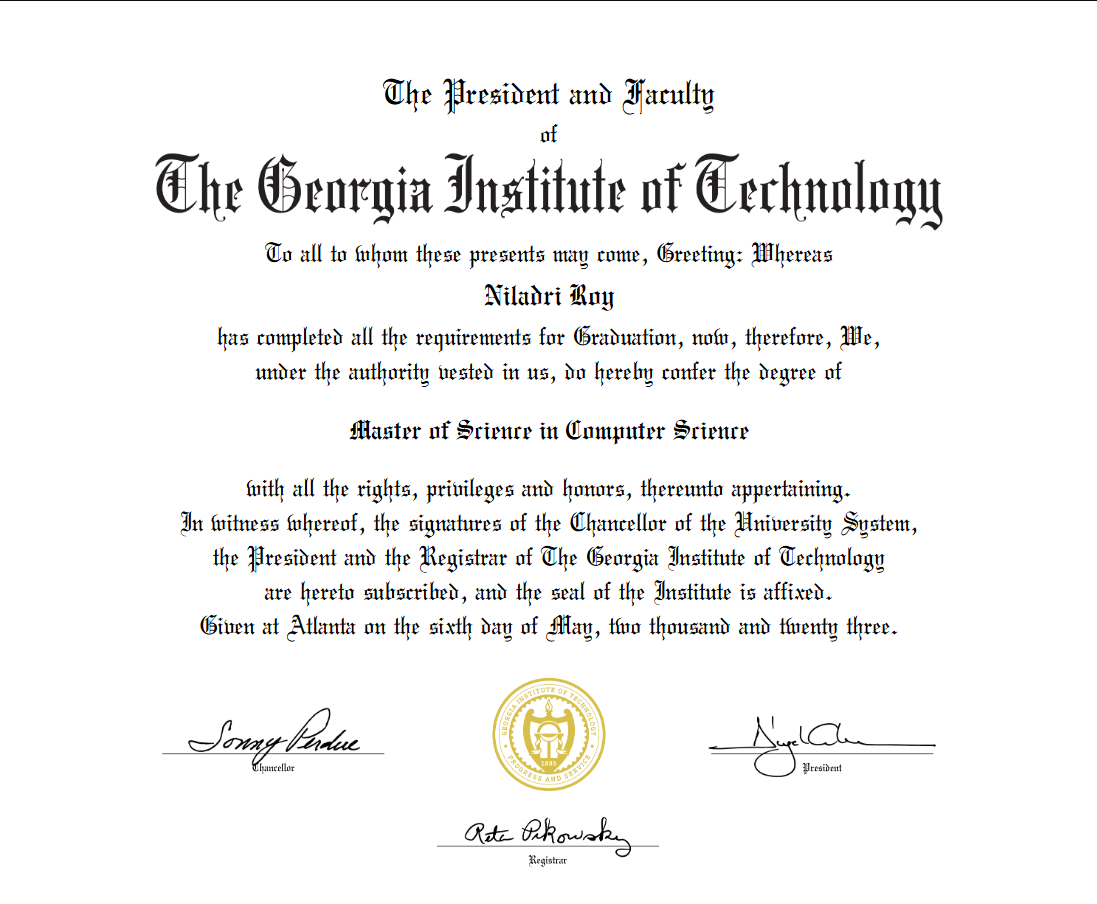 The President and Faculty
of
The Georgia Institute of Technology
To all to whom these presents may come, Greeting: Whereas
Niladri Roy
has completed all the requirements for Graduation, now, therefore, We,
under the authority vested in us, do hereby confer the degree of
Master of Science in Computer Science
with all the rights, privileges and honors, thereunto appertaining.
In witness whereof, the signatures of the Chancellor of the University System,
the President and the Registrar of The Georgia Institute of Technology
are hereto subscribed, and the seal of the Institute is affixed.
Given at Atlanta on the sixth day of May, two thousand and twenty three.
Sonny Perdue
Chancellor
GEORGIA INSTITUTE OF TECHNOLOGY
1885
PROGRESS AND SERVICE
President
Reta Pikowsky
Registrar